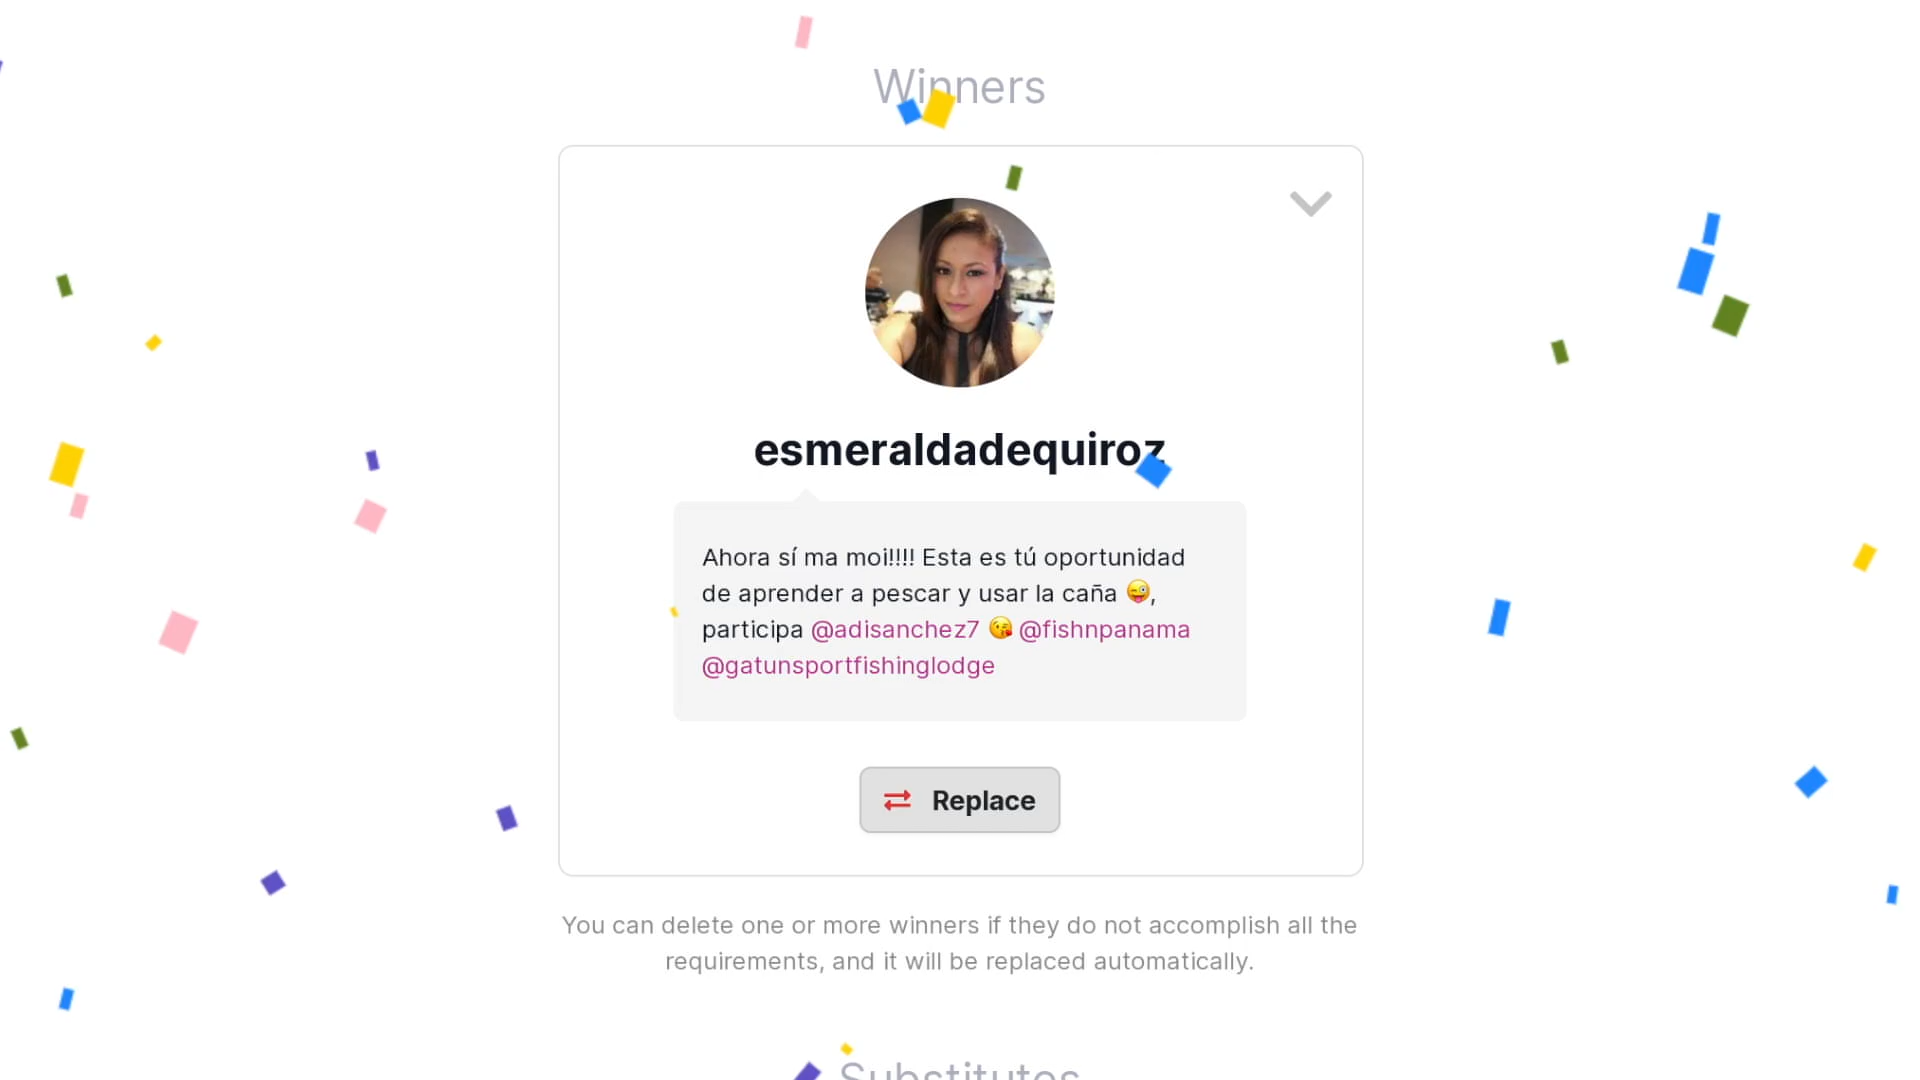 Winners
esmeraldadequiroz
Ahora sí ma moi!!!! Esta es tú oportunidad
de aprender a pescar y usar la caña 😜,
participa @adisanchez7 😘 @fishnpanama
@gatunsportfishinglodge
Replace
You can delete one or more winners if they do not accomplish all the
requirements, and it will be replaced automatically.
Substitutes